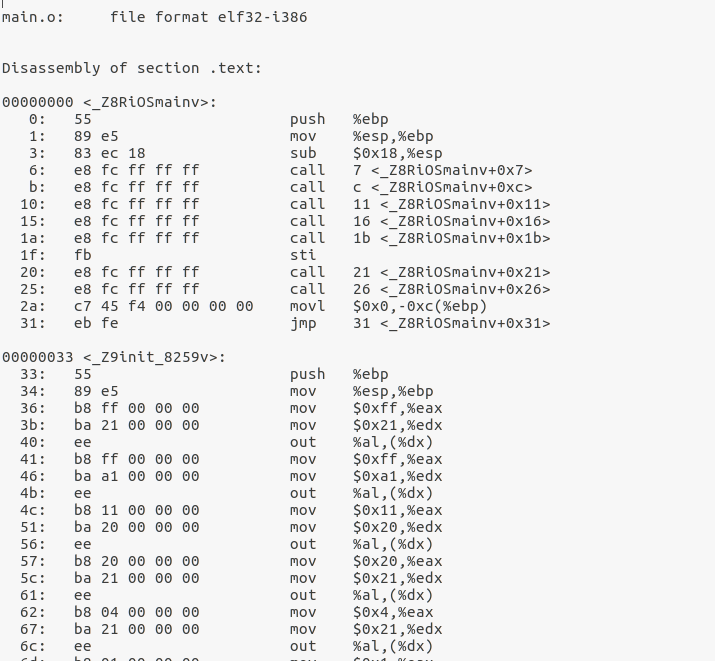 main.o:     file format elf32-i386
Disassembly of section .text:
00000000 <_Z8RiOSmainv>:
   0:   55                      push   %ebp
   1:   89 e5                   mov    %esp,%ebp
   3:   83 ec 18                sub    $0x18,%esp
   6:   e8 fc ff ff ff          call   7 <_Z8RiOSmainv+0x7>
   b:   e8 fc ff ff ff          call   c <_Z8RiOSmainv+0xc>
  10:   e8 fc ff ff ff          call   11 <_Z8RiOSmainv+0x11>
  15:   e8 fc ff ff ff          call   16 <_Z8RiOSmainv+0x16>
  1a:   e8 fc ff ff ff          call   1b <_Z8RiOSmainv+0x1b>
  1f:   fb                      sti
  20:   e8 fc ff ff ff          call   21 <_Z8RiOSmainv+0x21>
  25:   e8 fc ff ff ff          call   26 <_Z8RiOSmainv+0x26>
  2a:   c7 45 f4 00 00 00 00    movl   $0x0,-0xc(%ebp)
  31:   eb fe                   jmp    31 <_Z8RiOSmainv+0x31>
00000033 <_Z9init_8259v>:
  33:   55                      push   %ebp
  34:   89 e5                   mov    %esp,%ebp
  36:   b8 ff 00 00 00          mov    $0xff,%eax
  3b:   ba 21 00 00 00          mov    $0x21,%edx
  40:   ee                      out    %al,(%dx)
  41:   b8 ff 00 00 00          mov    $0xff,%eax
  46:   ba a1 00 00 00          mov    $0xa1,%edx
  4b:   ee                      out    %al,(%dx)
  4c:   b8 11 00 00 00          mov    $0x11,%eax
  51:   ba 20 00 00 00          mov    $0x20,%edx
  56:   ee                      out    %al,(%dx)
  57:   b8 20 00 00 00          mov    $0x20,%eax
  5c:   ba 21 00 00 00          mov    $0x21,%edx
  61:   ee                      out    %al,(%dx)
  62:   b8 04 00 00 00          mov    $0x4,%eax
  67:   ba 21 00 00 00          mov    $0x21,%edx
  6c:   ee                      out    %al,(%dx)
  6d:   b8 01 00 00 00          mov    $0x1,%eax